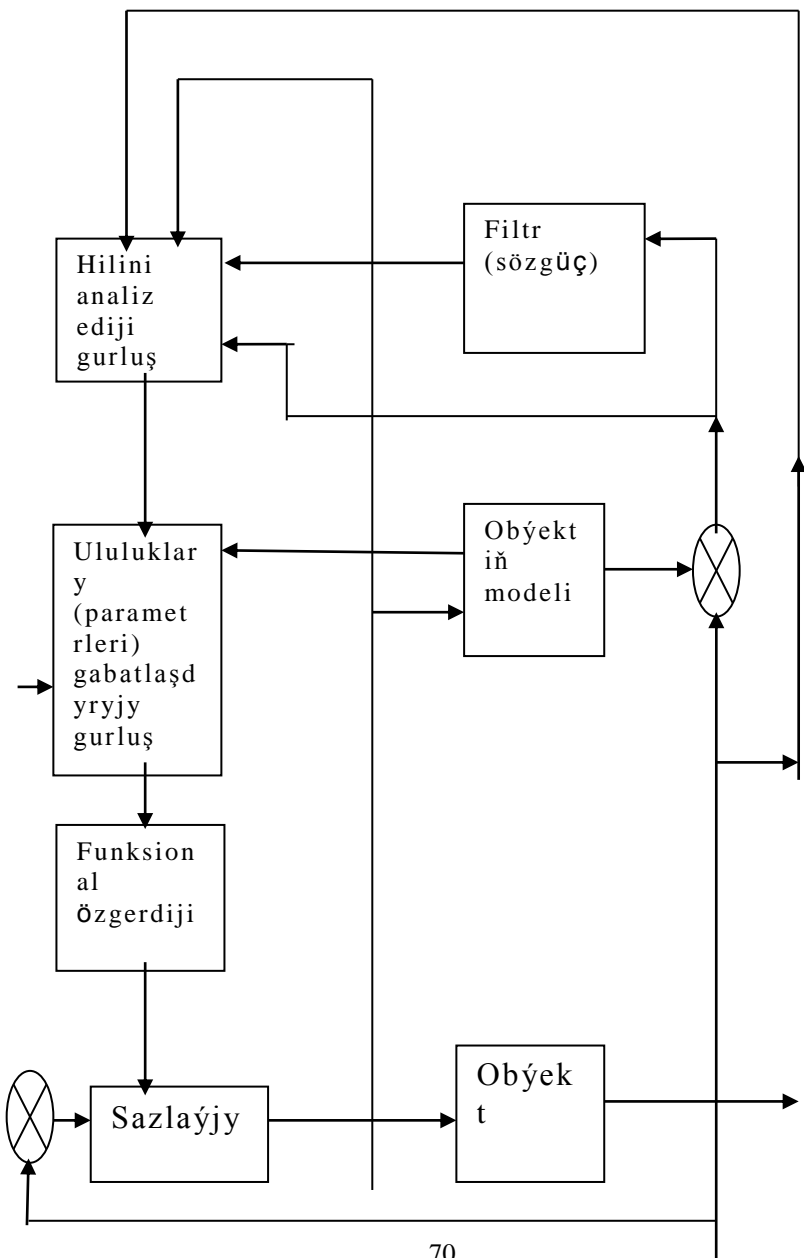 Filtr
(sözgüç)
Hilini
analiz
ediji
gurluş
Obýekt
iň
modeli
Ululuklar
y
(paramet
rleri)
gabatlaşd
yryjy
gurluş
Funksion
al
özgerdiji
Obýek
t
Sazlaýjy
70